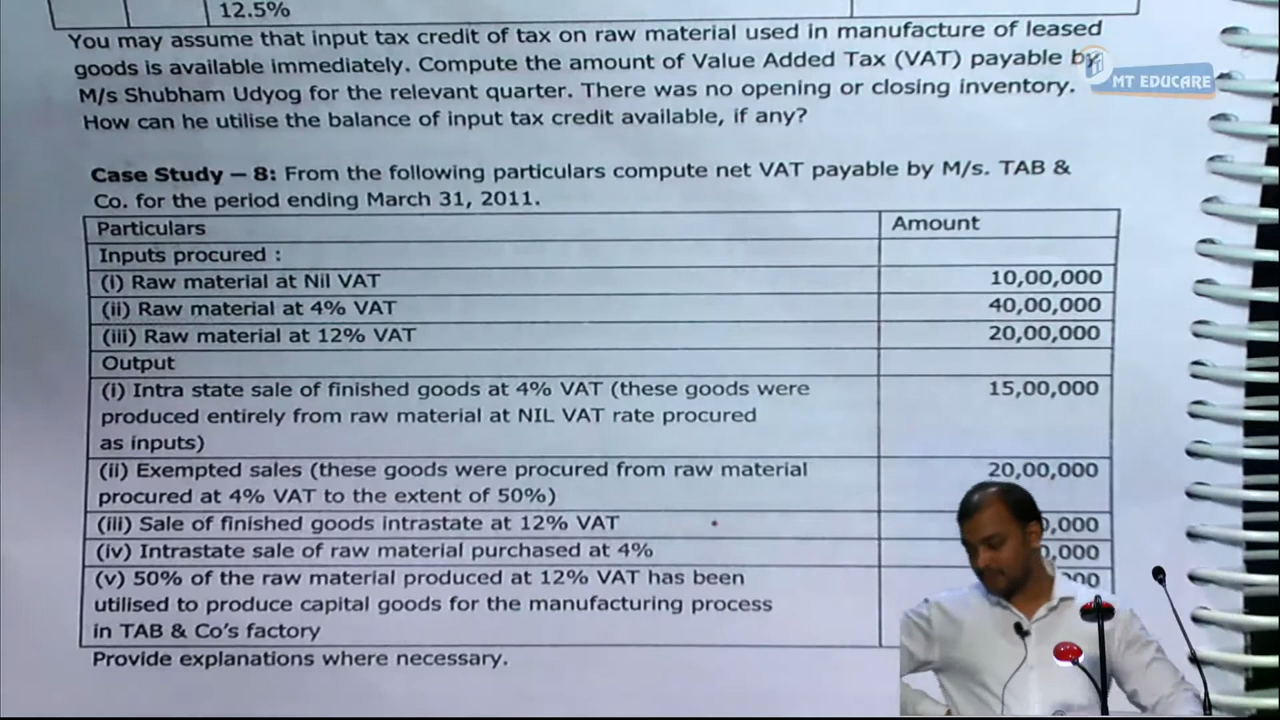 12.5%
You may assume that input tax credit of tax on raw material used in manufacture of leased
goods is available immediately. Compute the amount of Value Added Tax (VAT) payable by
MT EDUCARE
M/s Shubham Udyog for the relevant quarter. There was no opening or closing inventory.
How can he utilise the balance of input tax credit available, if any?
Case Study – 8: From the following particulars compute net VAT payable by M/s. TAB &
Co. for the period ending March 31, 2011.
Particulars Amount
Inputs procured :
(i) Raw material at Nil VAT 10,00,000
(ii) Raw material at 4% VAT 40,00,000
(iii) Raw material at 12% VAT 20,00,000
Output
(i) Intra state sale of finished goods at 4% VAT (these goods were 15,00,000
produced entirely from raw material at NIL VAT rate procured
as inputs)
(ii) Exempted sales (these goods were procured from raw material 20,00,000
procured at 4% VAT to the extent of 50%)
(iii) Sale of finished goods intrastate at 12% VAT
(iv) Intrastate sale of raw material purchased at 4%
(v) 50% of the raw material produced at 12% VAT has been
utilised to produce capital goods for the manufacturing process
in TAB & Co's factory
Provide explanations where necessary.